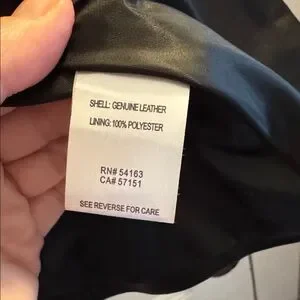 SHELL: GENUINE LEATHER
LINING: 100% POLYESTER
RN# 54163
CA# 57151
SEE REVERSE FOR CARE